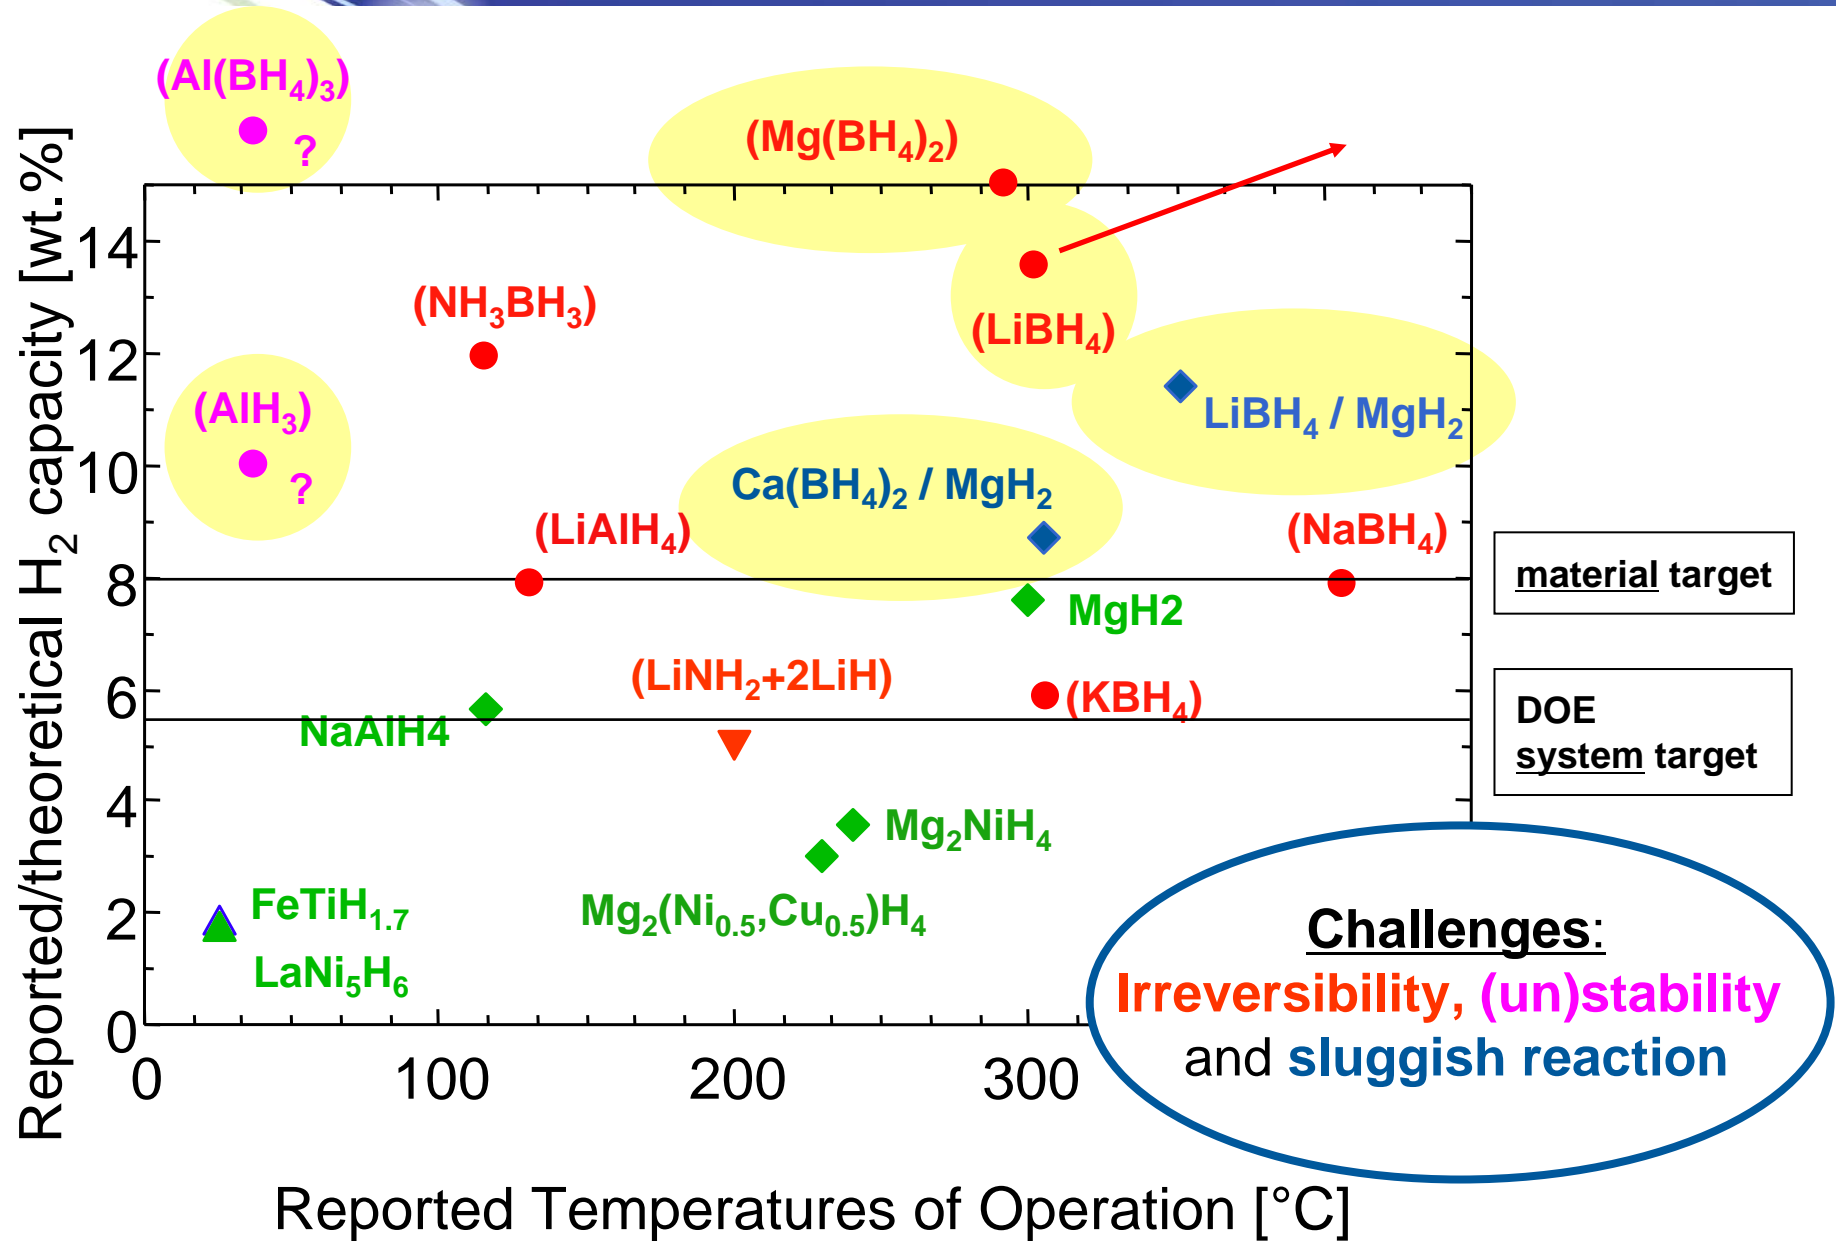 (Al(BH₄)₃)
?
(Mg(BH₄)₂)
(NH₃BH₃)
(LiBH₄)
(AlH₃)
?
LiBH₄ / MgH₂
Ca(BH₄)₂ / MgH₂
(LiAlH₄)
(NaBH₄)
material target
MgH2
(LiNH₂+2LiH)
(KBH₄)
NaAlH4
DOE
system target
Mg₂NiH₄
Mg₂(Ni₀.₅,Cu₀.₅)H₄
FeTiH₁.₇
LaNi₅H₆
Challenges:
Irreversibility, (un)stability
and sluggish reaction
Reported/theoretical H₂ capacity [wt.%]
14
12
10
8
6
4
2
0
0 100 200 300
Reported Temperatures of Operation [°C]